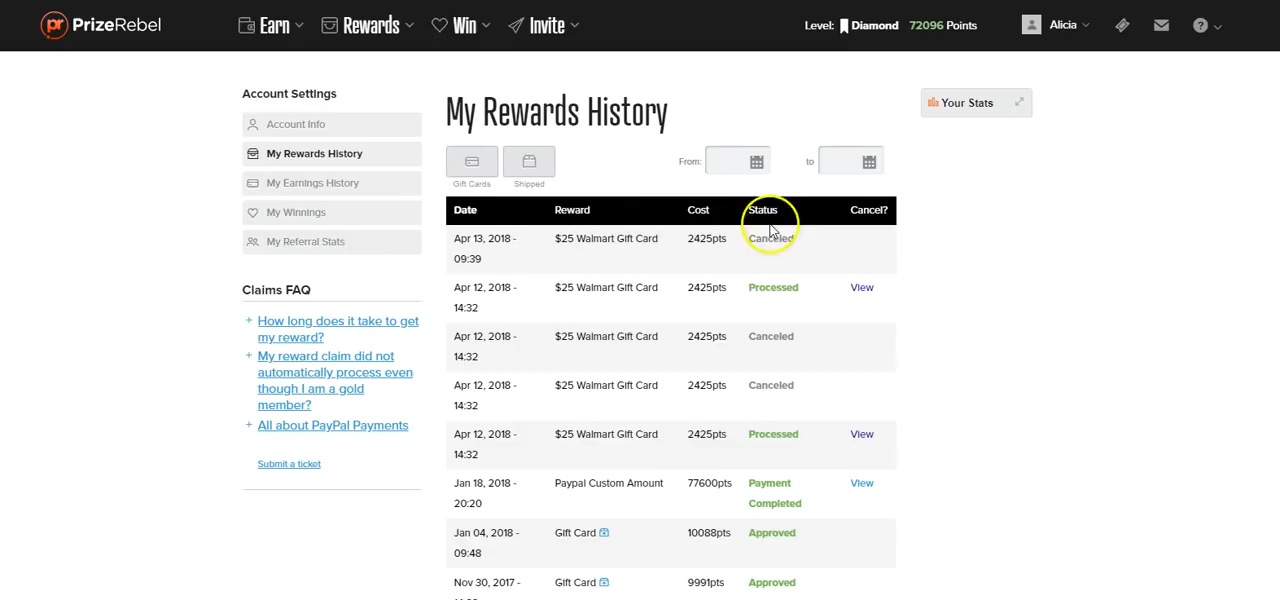 PrizeRebel
Earn
Rewards
Win
Invite
Level: Diamond 72096 Points
Alicia
Account Settings
Account Info
My Rewards History
My Earnings History
My Winnings
My Referral Stats
Claims FAQ
+ How long does it take to get
my reward?
+ My reward claim did not
automatically process even
though I am a gold
member?
+ All about PayPal Payments
Submit a ticket
My Rewards History
Gift Cards
Shipped
From:
to
Date Reward Cost Status Cancel?
Apr 13, 2018 - $25 Walmart Gift Card 2425pts Canceled
09:39
Apr 12, 2018 - $25 Walmart Gift Card 2425pts Processed View
14:32
Apr 12, 2018 - $25 Walmart Gift Card 2425pts Canceled
14:32
Apr 12, 2018 - $25 Walmart Gift Card 2425pts Canceled
14:32
Apr 12, 2018 - $25 Walmart Gift Card 2425pts Processed View
14:32
Jan 18, 2018 - Paypal Custom Amount 77600pts Payment View
20:20 Completed
Jan 04, 2018 - Gift Card 10088pts Approved
09:48
Nov 30, 2017 - Gift Card 9991pts Approved
Your Stats